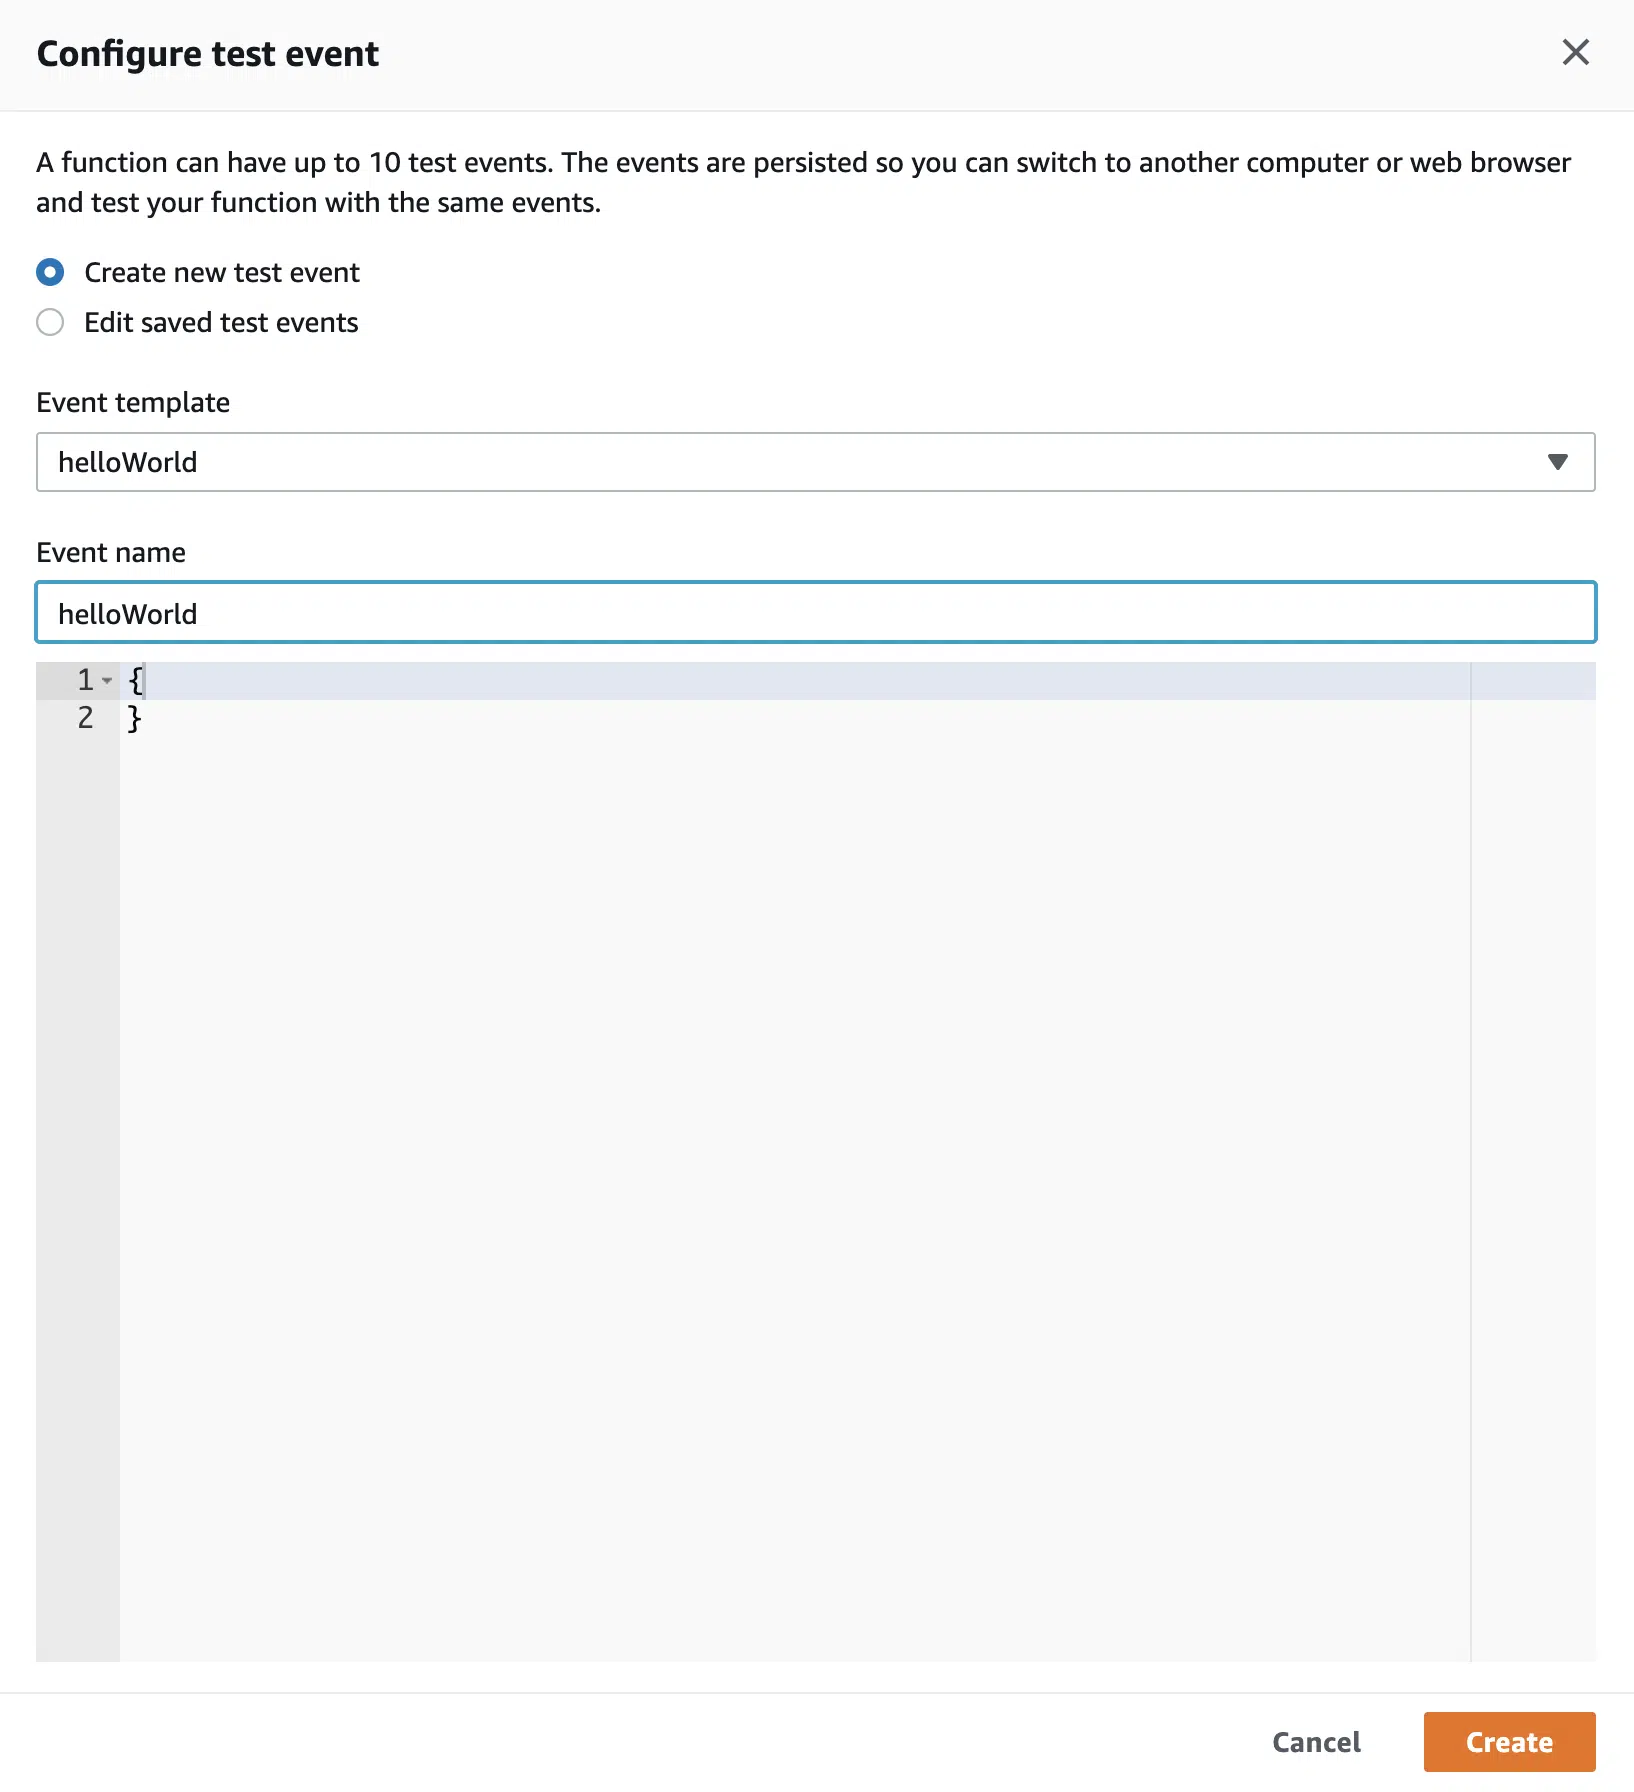 Configure test event
A function can have up to 10 test events. The events are persisted so you can switch to another computer or web browser
and test your function with the same events.
Create new test event
Edit saved test events
Event template
helloWorld
Event name
helloWorld
1 {
2 }
Cancel
Create